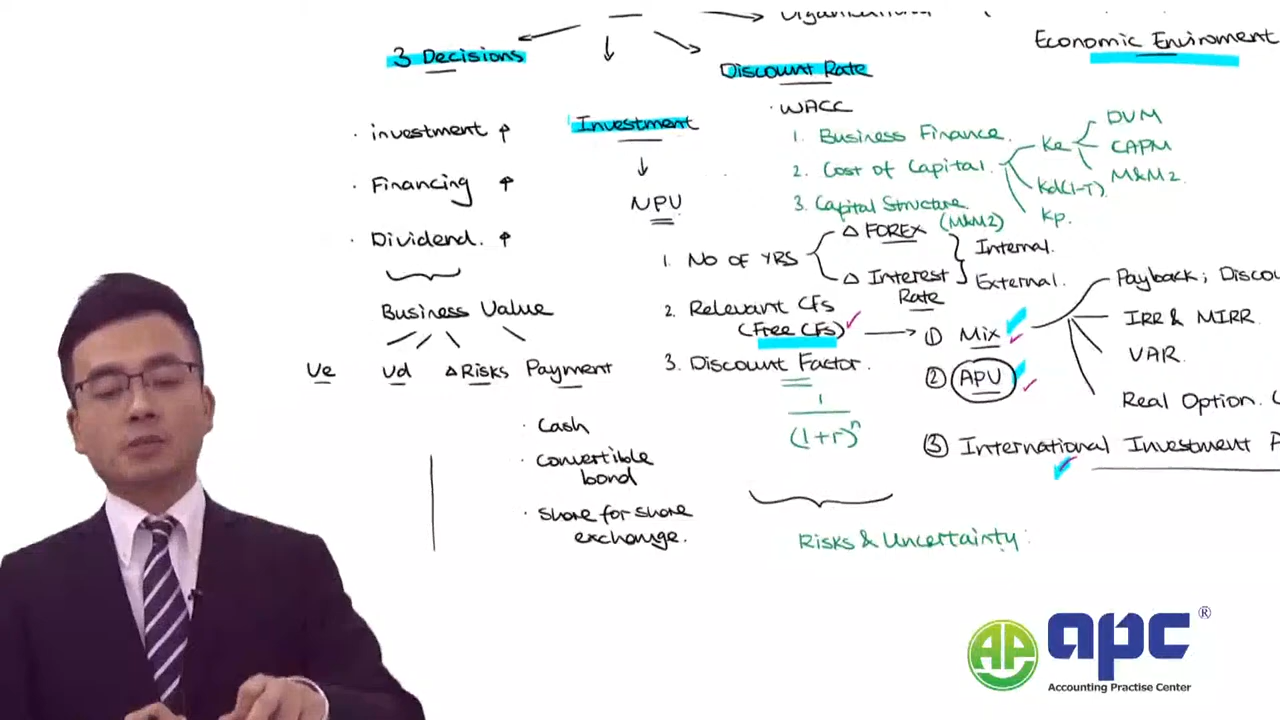 Economic Enviroment
3 Decisions
Discount Rate
· WACC
· investment ↑
· Financing ↑
· Dividend. ↑
Investment
NPV
1. Business Finance.
2. Cost of Capital.
3. Capital Structure
(M&M2)
Ke
Kd(1-T).
Kp.
DVM
CAPM
M&M2.
1. No of YRS
△ FOREX
△ Interest
Rate
Internal.
External.
2. Relevant CFs
(Free CFs)
3. Discount Factor.
1
(1+r)^n
① Mix
② APV
③ International Investment
Payback; Disco
IRR & MIRR.
VAR.
Real Option.
Business Value
Ve Vd △Risks Payment
· Cash
· convertible
bond
· share for share
exchange.
Risks & Uncertainty:
AP
apc®
Accounting Practise Center